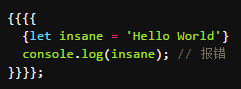 {{{{
  {let insane = 'Hello World'}
  console.log(insane); // 报错
}}}};